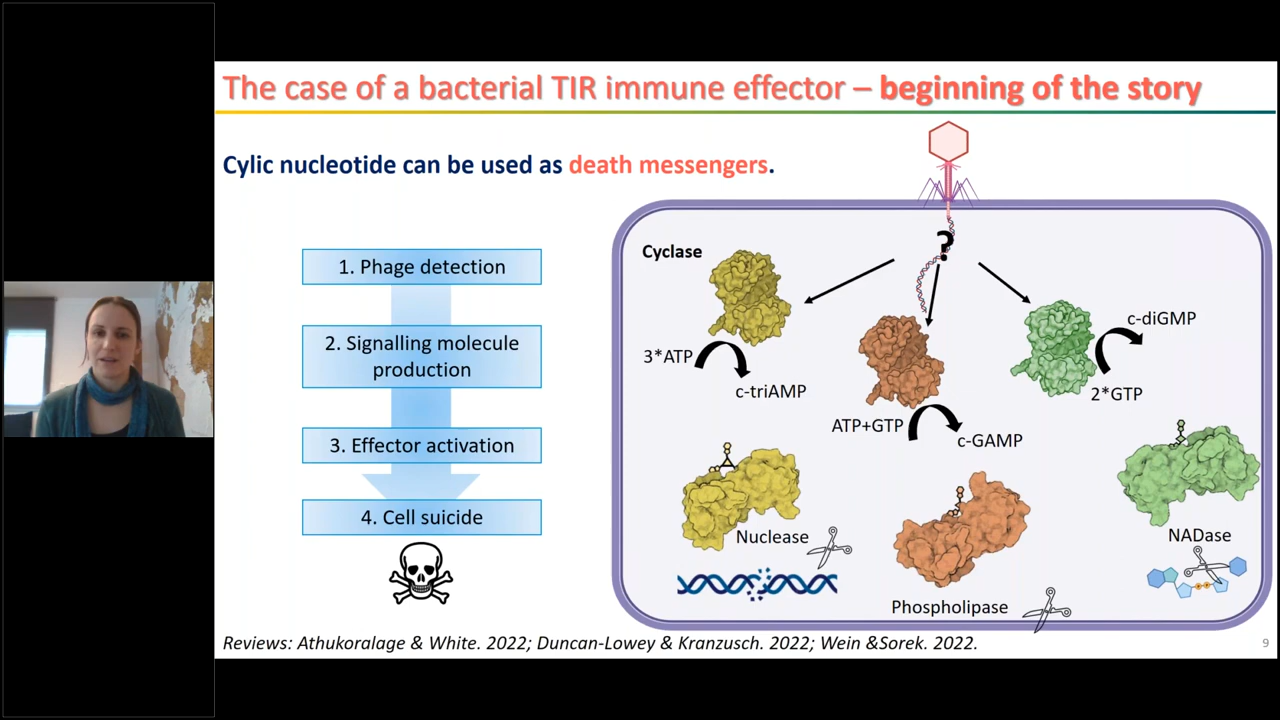 The case of a bacterial TIR immune effector – beginning of the story
Cylic nucleotide can be used as death messengers.
1. Phage detection
2. Signalling molecule
production
3. Effector activation
4. Cell suicide
?
Cyclase
3*ATP
c-triAMP
ATP+GTP
c-GAMP
c-diGMP
2*GTP
Nuclease
Phospholipase
NADase
Reviews: Athukoralage & White. 2022; Duncan-Lowey & Kranzusch. 2022; Wein &Sorek. 2022.
9